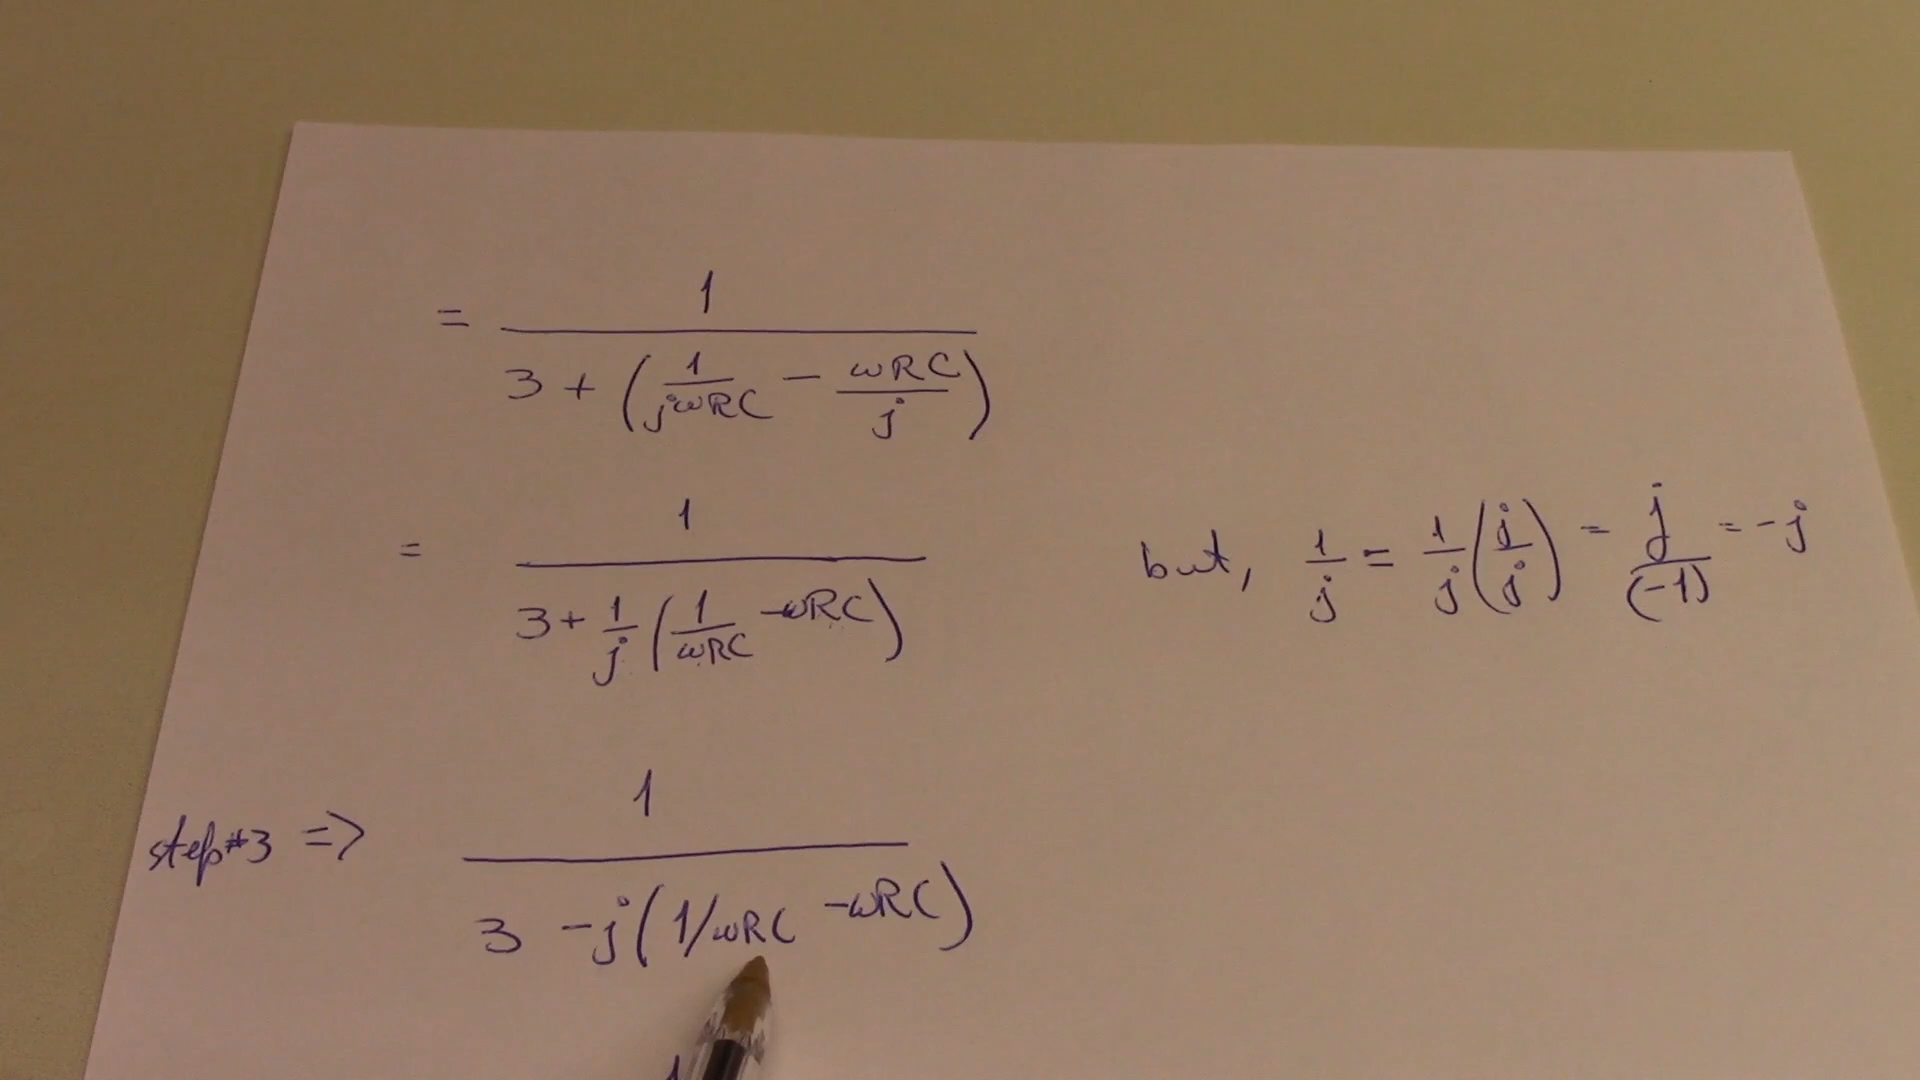 = 1 / (3 + (1/jωRC - ωRC/j))
= 1 / (3 + 1/j (1/ωRC - ωRC))
but, 1/j = 1/j (j/j) = j/(-1) = -j
step#3 => 1 / (3 - j(1/ωRC - ωRC))